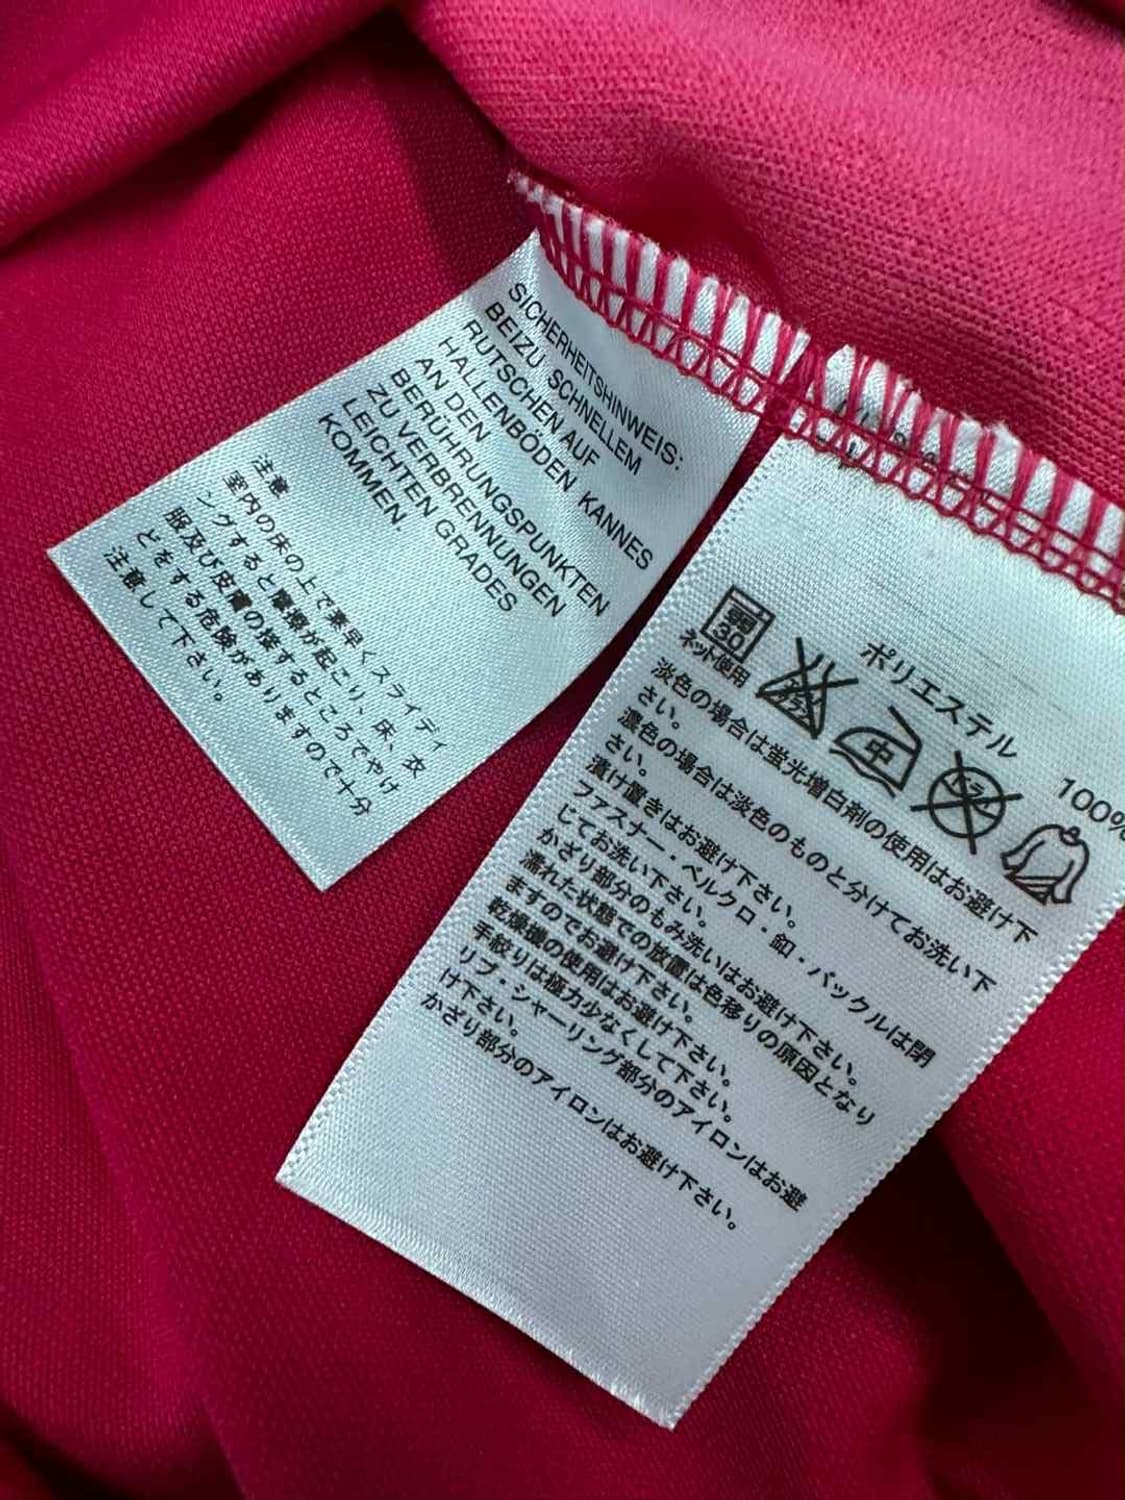 SICHERHEITSHINWEIS:
BEIZU SCHNELLEM
RUTSCHEN AUF
HALLENBÖDEN KANNES
AN DEN
BERÜHRUNGSPUNKTEN
ZU VERBRENNUNGEN
LEICHTEN GRADES
KOMMEN.
注意
室内の床の上で素早くスライディ
ングすると摩擦が起こり、床、衣
服及び皮膚の接するところでやけ
どをする危険がありますので十分
注意して下さい。
ポリエステル 100%
弱
30
ネット使用
エンソ
サラシ
中
ドライ
淡色の場合は蛍光増白剤の使用はお避け下
さい。
濃色の場合は淡色のものと分けてお洗い下
さい。
漬け置きはお避け下さい。
ファスナー・ベルクロ・釦・バックルは閉
じてお洗い下さい。
かざり部分のもみ洗いはお避け下さい。
濡れた状態での放置は色移りの原因となり
ますのでお避け下さい。
乾燥機の使用はお避け下さい。
手絞りは極力少なくして下さい。
リブ・シャーリング部分のアイロンはお避
け下さい。
かざり部分のアイロンはお避け下さい。